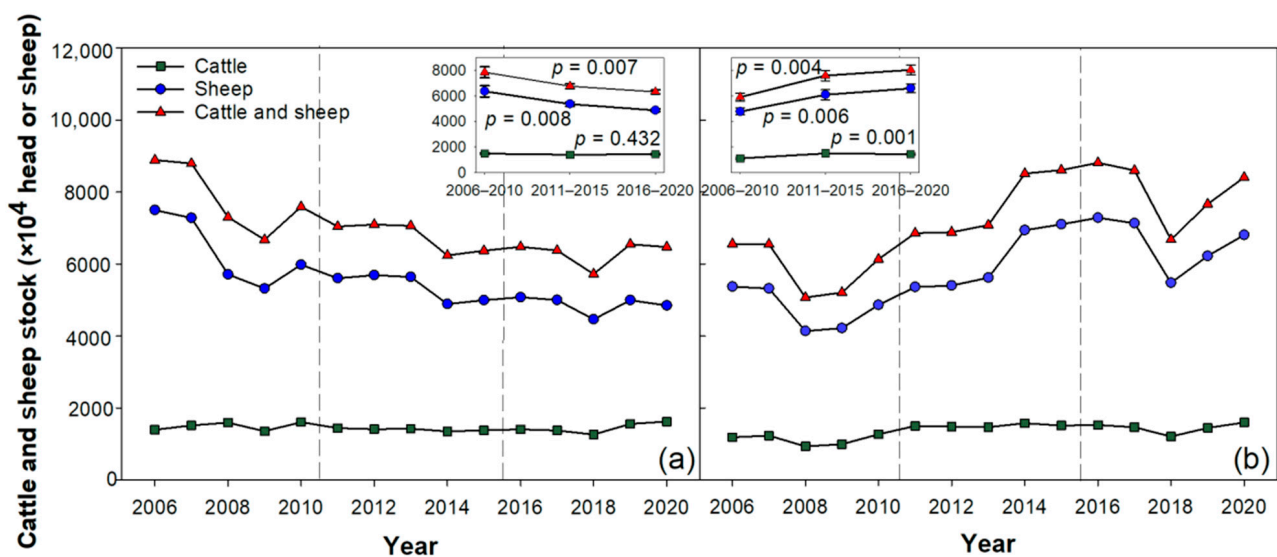 Cattle and sheep stock (×10⁴ head or sheep)
12,000
10,000
8000
6000
4000
2000
0
Cattle
Sheep
Cattle and sheep
8000
6000
4000
2000
0
p = 0.007
p = 0.008
p = 0.432
2006–2010 2011–2015 2016–2020
p = 0.004
p = 0.006
p = 0.001
2006–2010 2011–2015 2016–2020
(a)
(b)
2006 2008 2010 2012 2014 2016 2018 2020
2006 2008 2010 2012 2014 2016 2018 2020
Year
Year